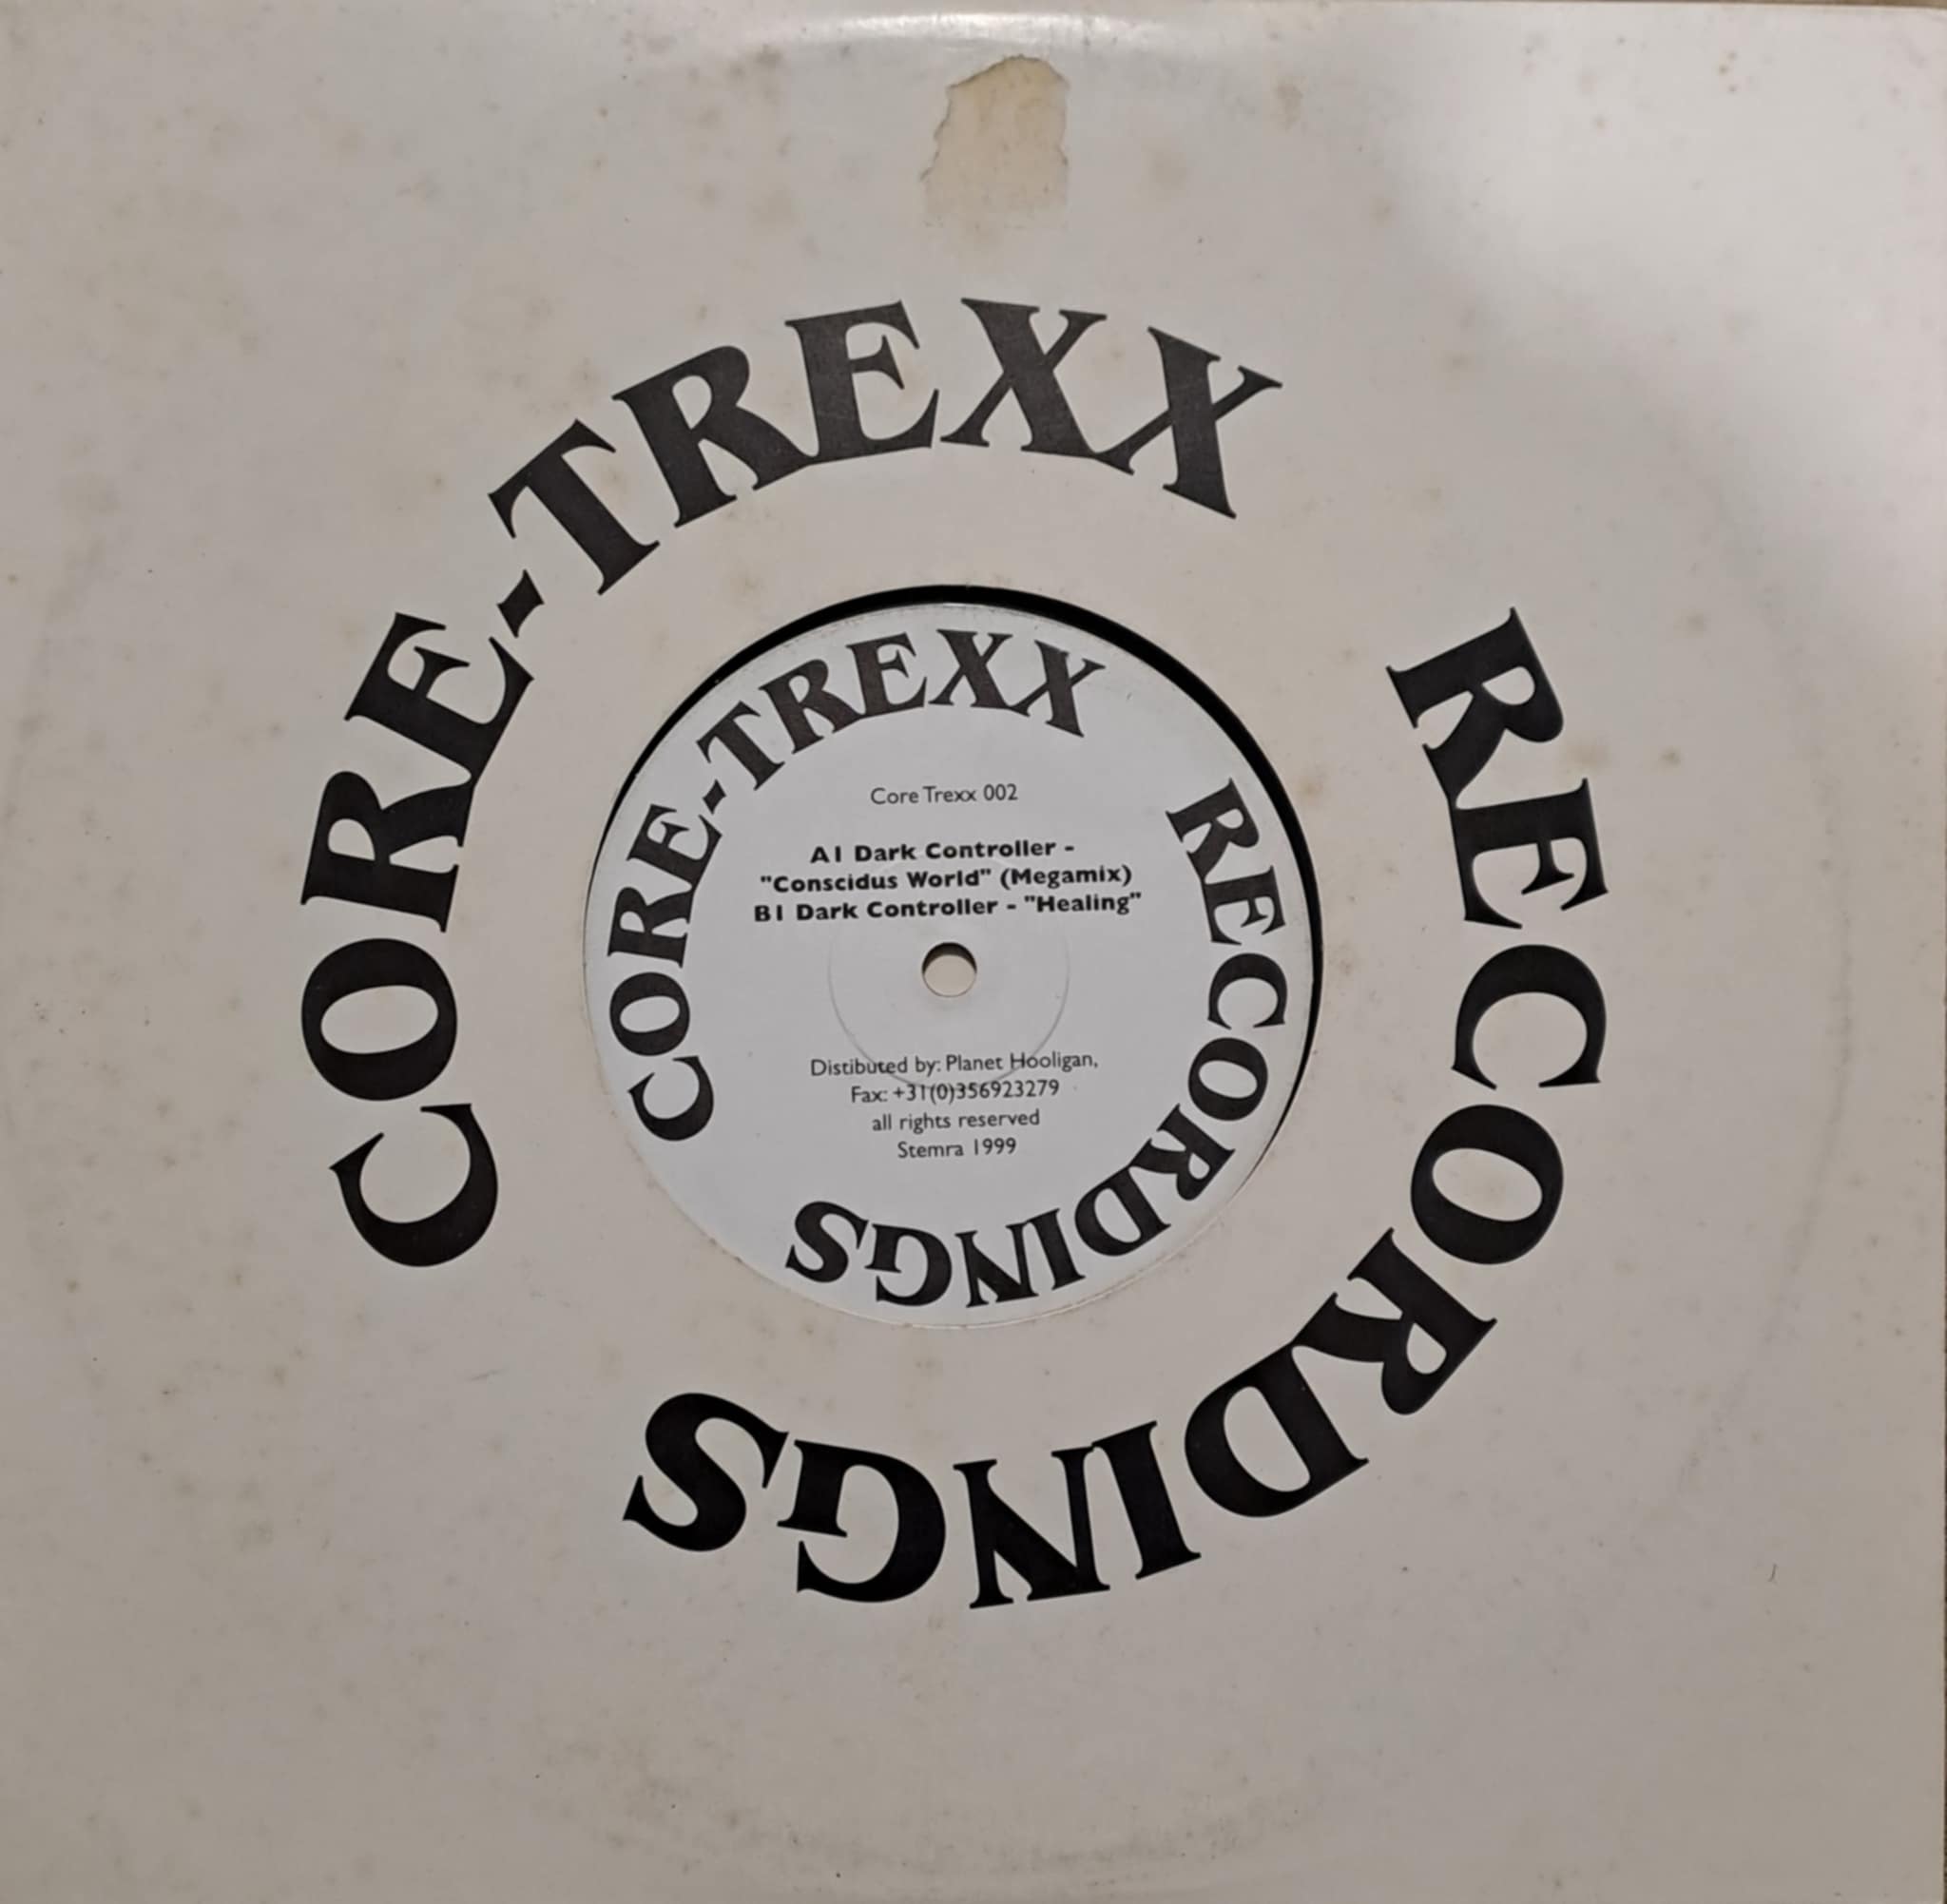 CORE-TREXX RECORDINGS
CORE-TREXX RECORDINGS
Core Trexx 002
A1 Dark Controller -
"Conscidus World" (Megamix)
B1 Dark Controller - "Healing"
Distibuted by: Planet Hooligan,
Fax: +31(0)356923279
all rights reserved
Stemra 1999